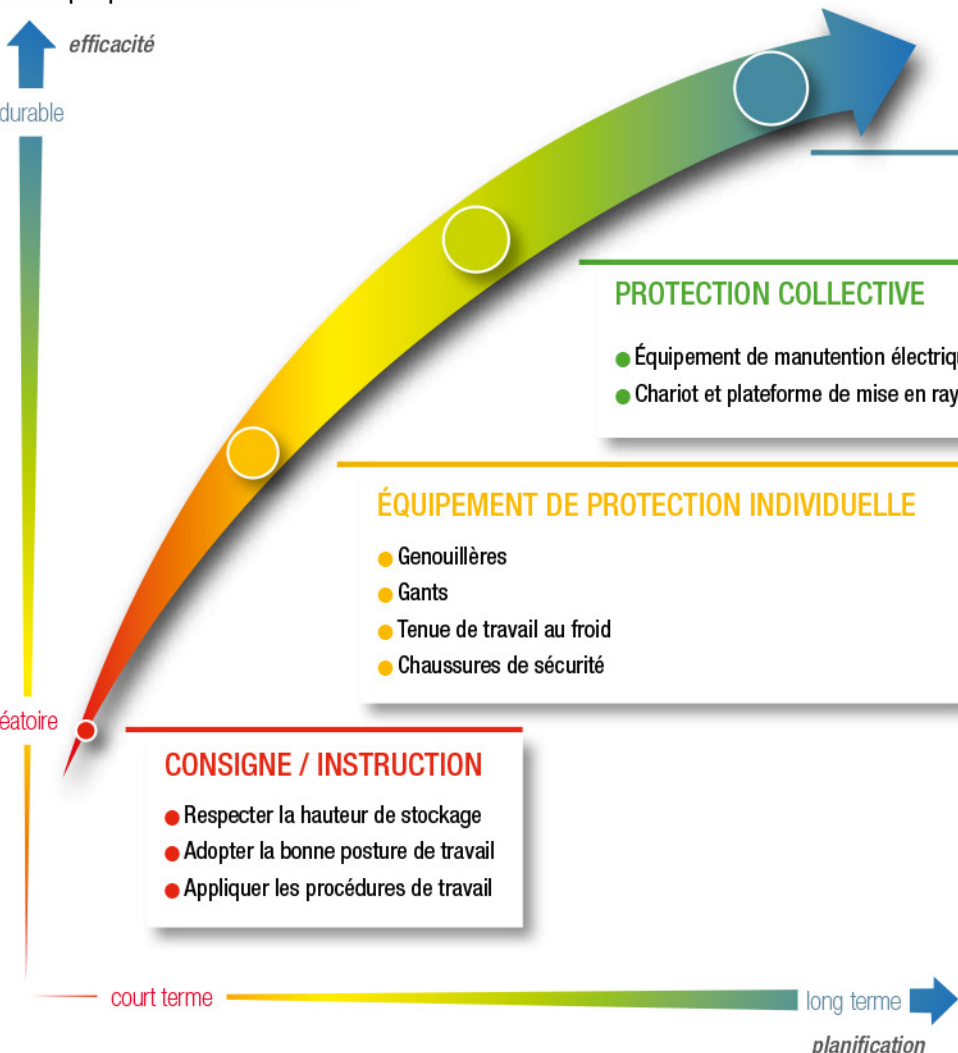 efficacité
durable
PROTECTION COLLECTIVE
Équipement de manutention électriqu
Chariot et plateforme de mise en ray
ÉQUIPEMENT DE PROTECTION INDIVIDUELLE
Genouillères
Gants
Tenue de travail au froid
Chaussures de sécurité
éatoire
CONSIGNE / INSTRUCTION
Respecter la hauteur de stockage
Adopter la bonne posture de travail
Appliquer les procédures de travail
court terme
long terme
planification